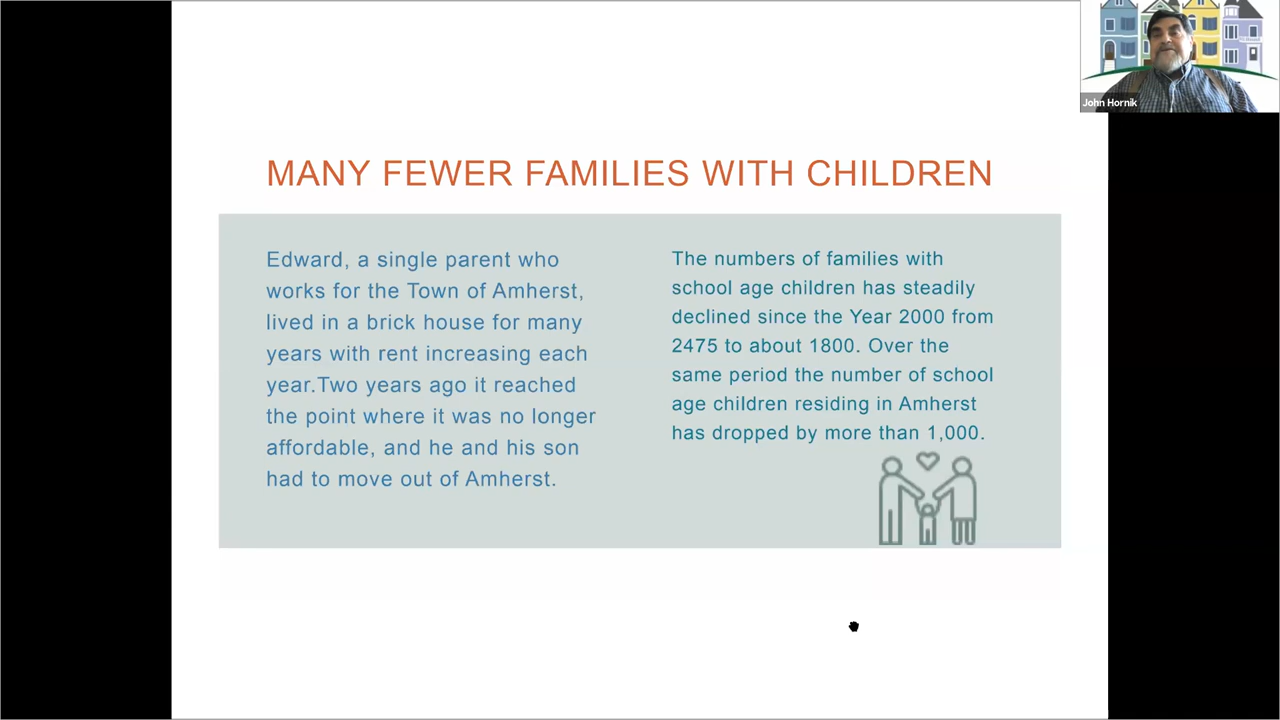 John Hornik
MANY FEWER FAMILIES WITH CHILDREN
Edward, a single parent who
works for the Town of Amherst,
lived in a brick house for many
years with rent increasing each
year.Two years ago it reached
the point where it was no longer
affordable, and he and his son
had to move out of Amherst.
The numbers of families with
school age children has steadily
declined since the Year 2000 from
2475 to about 1800. Over the
same period the number of school
age children residing in Amherst
has dropped by more than 1,000.